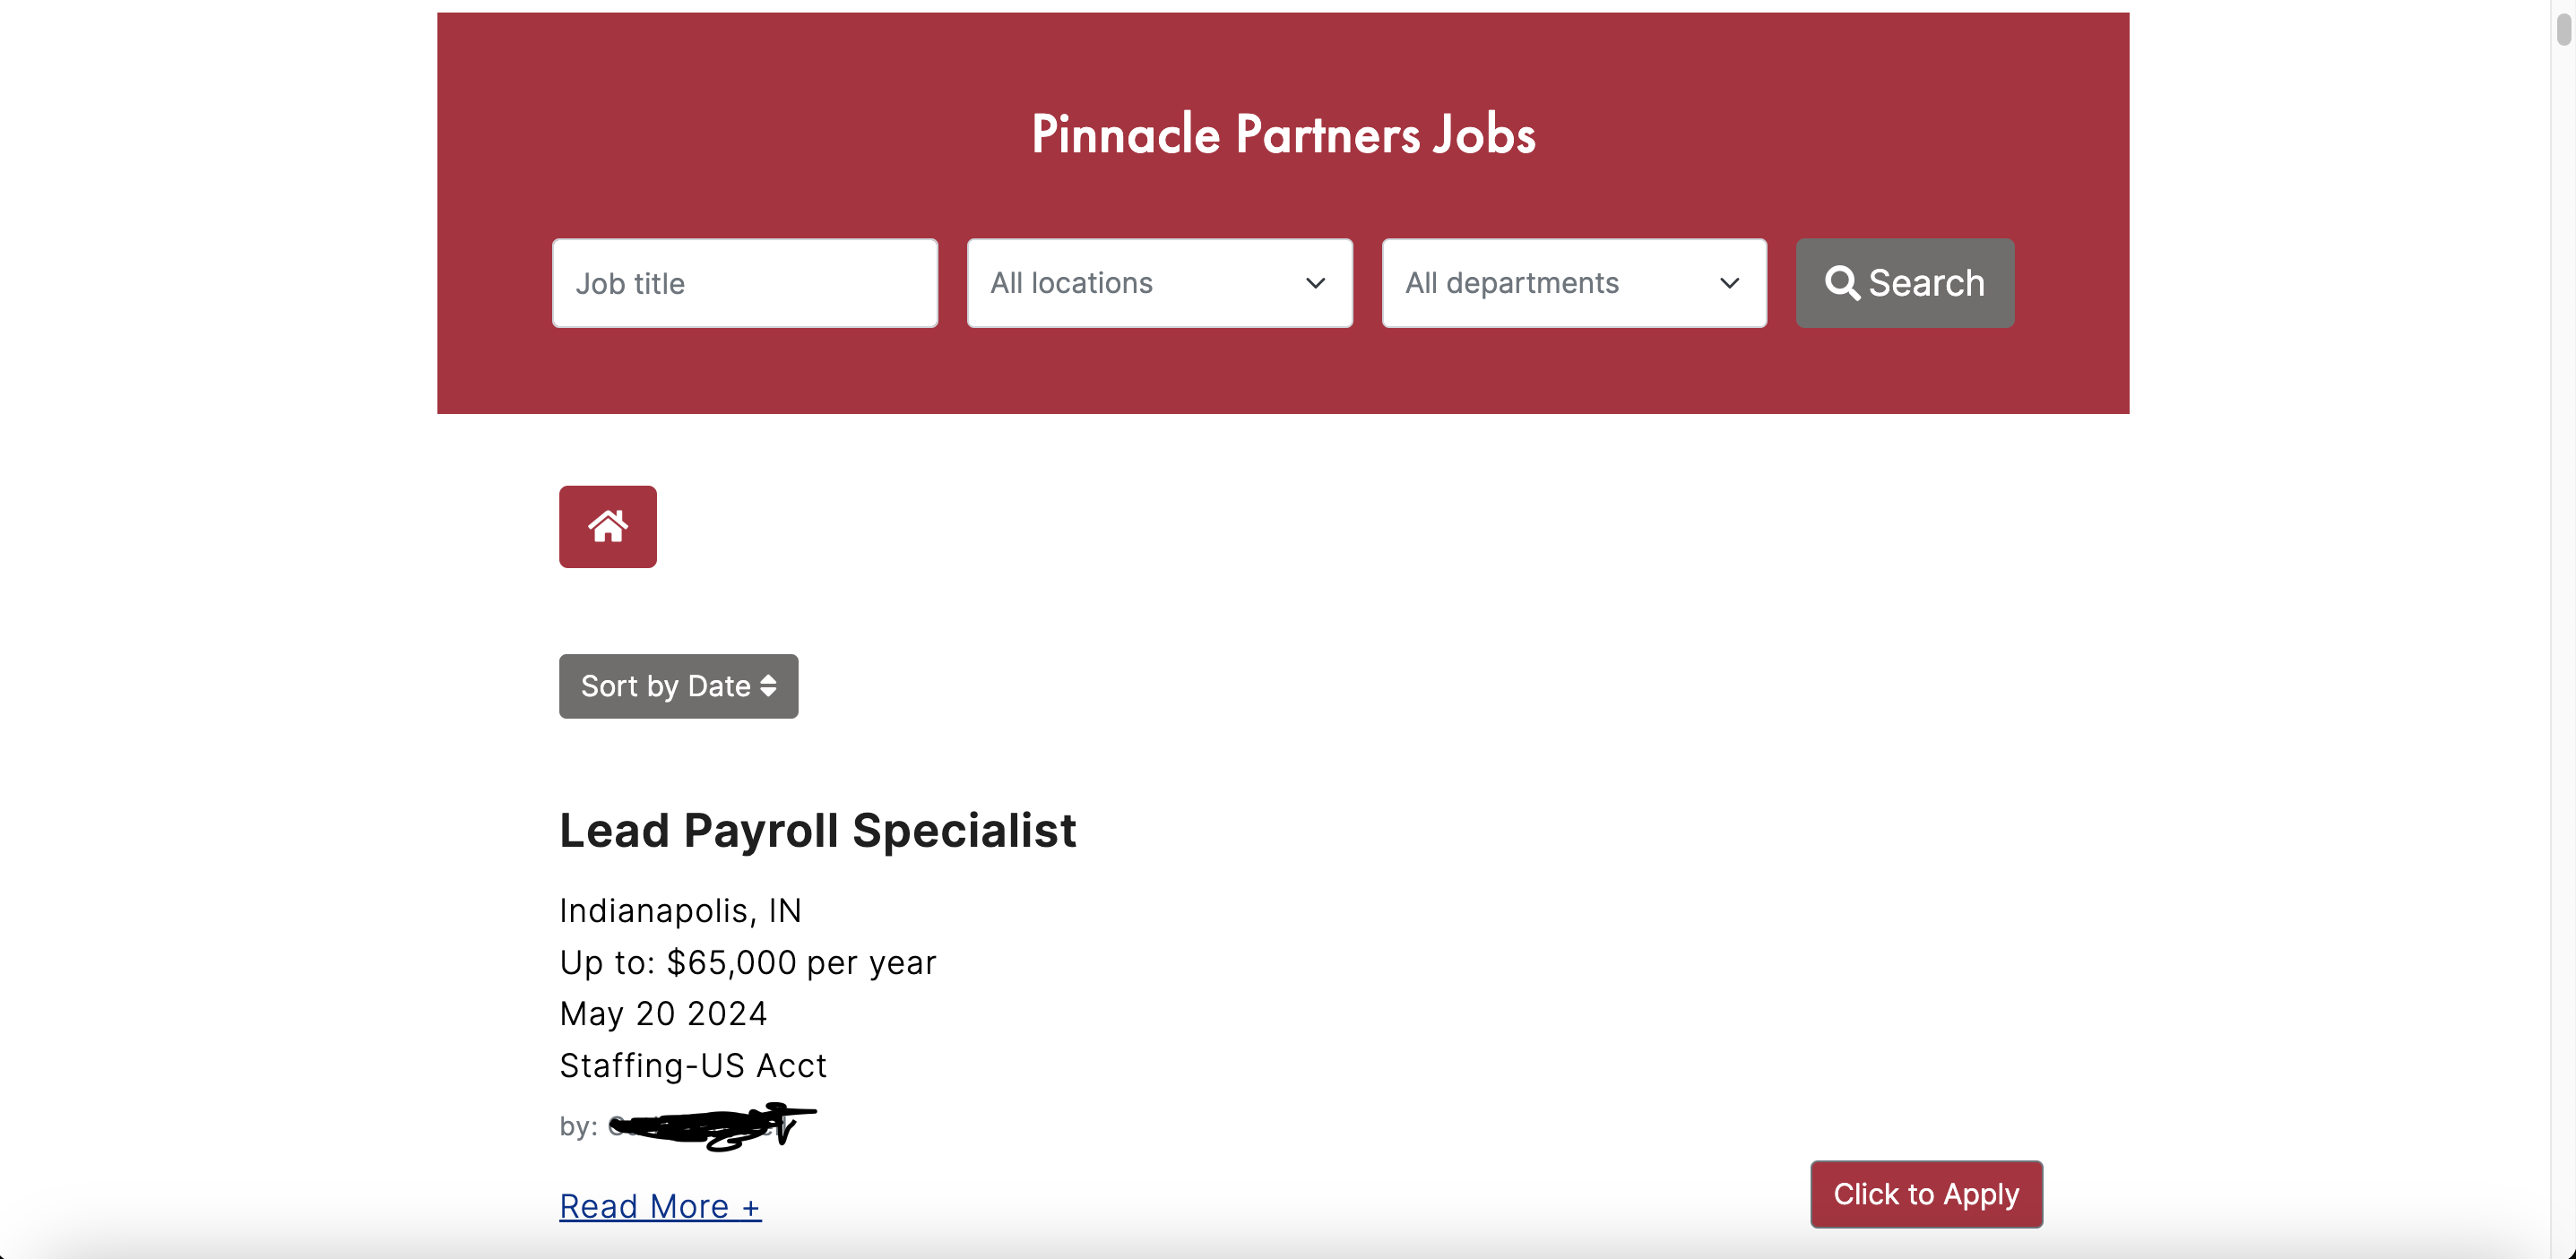 Pinnacle Partners Jobs
Job title
All locations
All departments
Search
Sort by Date
Lead Payroll Specialist
Indianapolis, IN
Up to: $65,000 per year
May 20 2024
Staffing-US Acct
by:
Read More +
Click to Apply